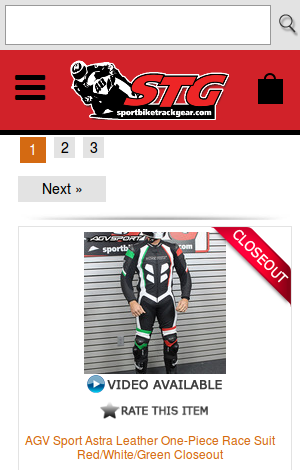 STG
sportbiketrackgear.com
1 2 3
Next »
AGVSPORT
CLOSEOUT
VIDEO AVAILABLE
RATE THIS ITEM
AGV Sport Astra Leather One-Piece Race Suit
Red/White/Green Closeout